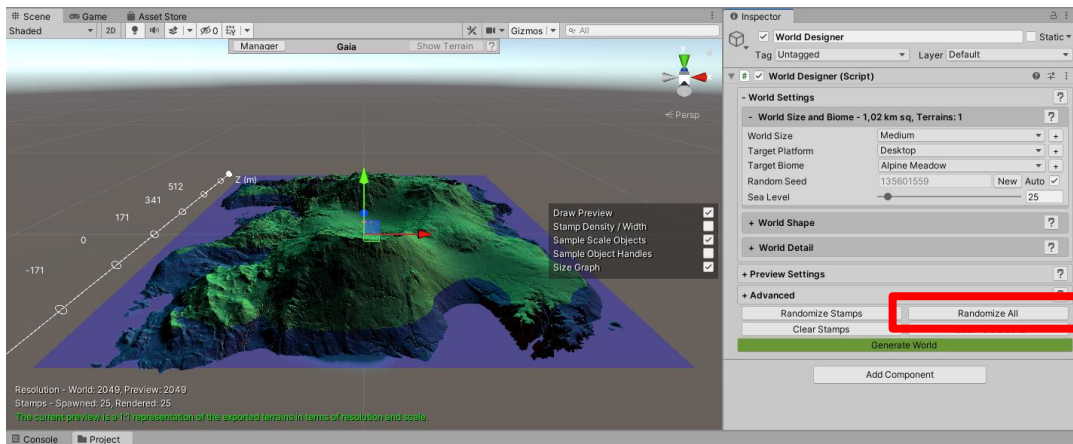 Scene Game Asset Store
Shaded 2D 0 Gizmos All
Manager Gaia Show Terrain ?
y
Persp
Z (m)
512
341
171
0
-171
Draw Preview
Stamp Density / Width
Sample Scale Objects
Sample Object Handles
Size Graph
Resolution - World: 2049, Preview: 2049
Stamps - Spawned: 25, Rendered: 25
The current preview is a 1:1 representation of the exported terrains in terms of resolution and scale.
Console Project
Inspector
World Designer Static
Tag Untagged Layer Default
# World Designer (Script)
- World Settings ?
- World Size and Biome - 1,02 km sq, Terrains: 1 ?
World Size Medium +
Target Platform Desktop +
Target Biome Alpine Meadow +
Random Seed 135601559 New Auto
Sea Level 25
+ World Shape ?
+ World Detail ?
+ Preview Settings ?
+ Advanced
Randomize Stamps Randomize All
Clear Stamps
Generate World
Add Component